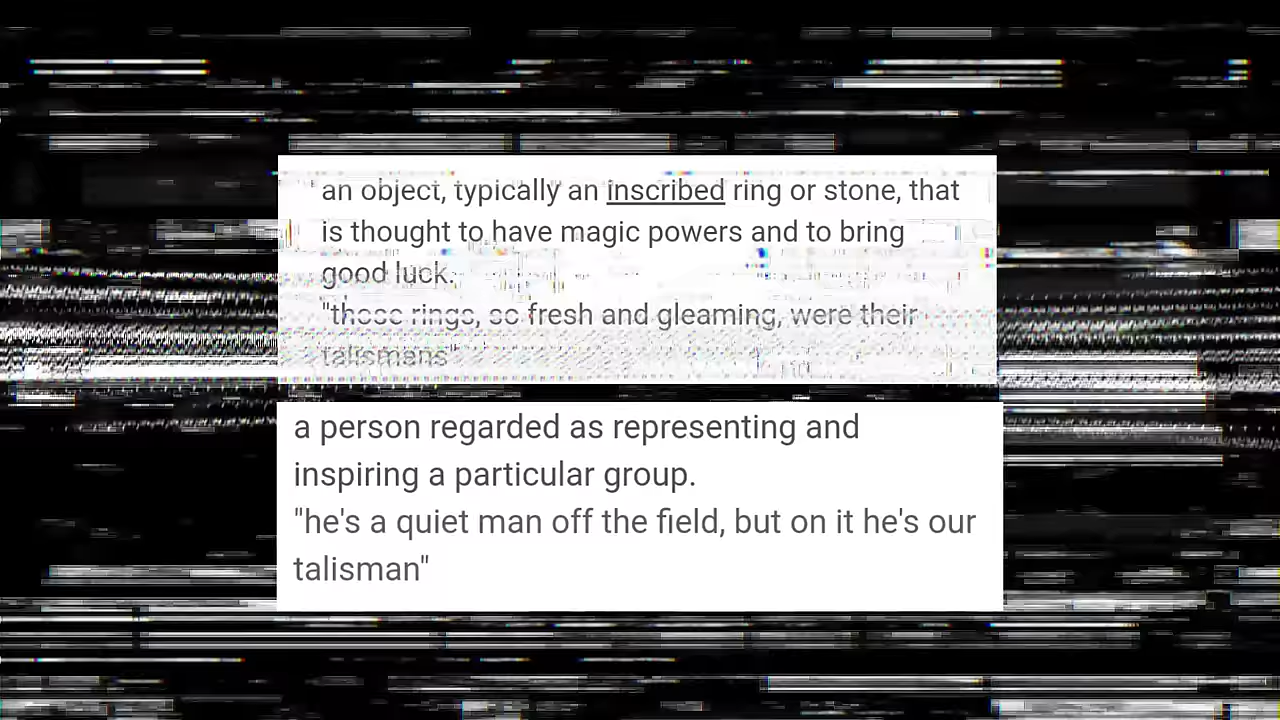 an object, typically an inscribed ring or stone, that
is thought to have magic powers and to bring
good luck.
"those rings, so fresh and gleaming, were their
talismans"
a person regarded as representing and
inspiring a particular group.
"he's a quiet man off the field, but on it he's our
talisman"